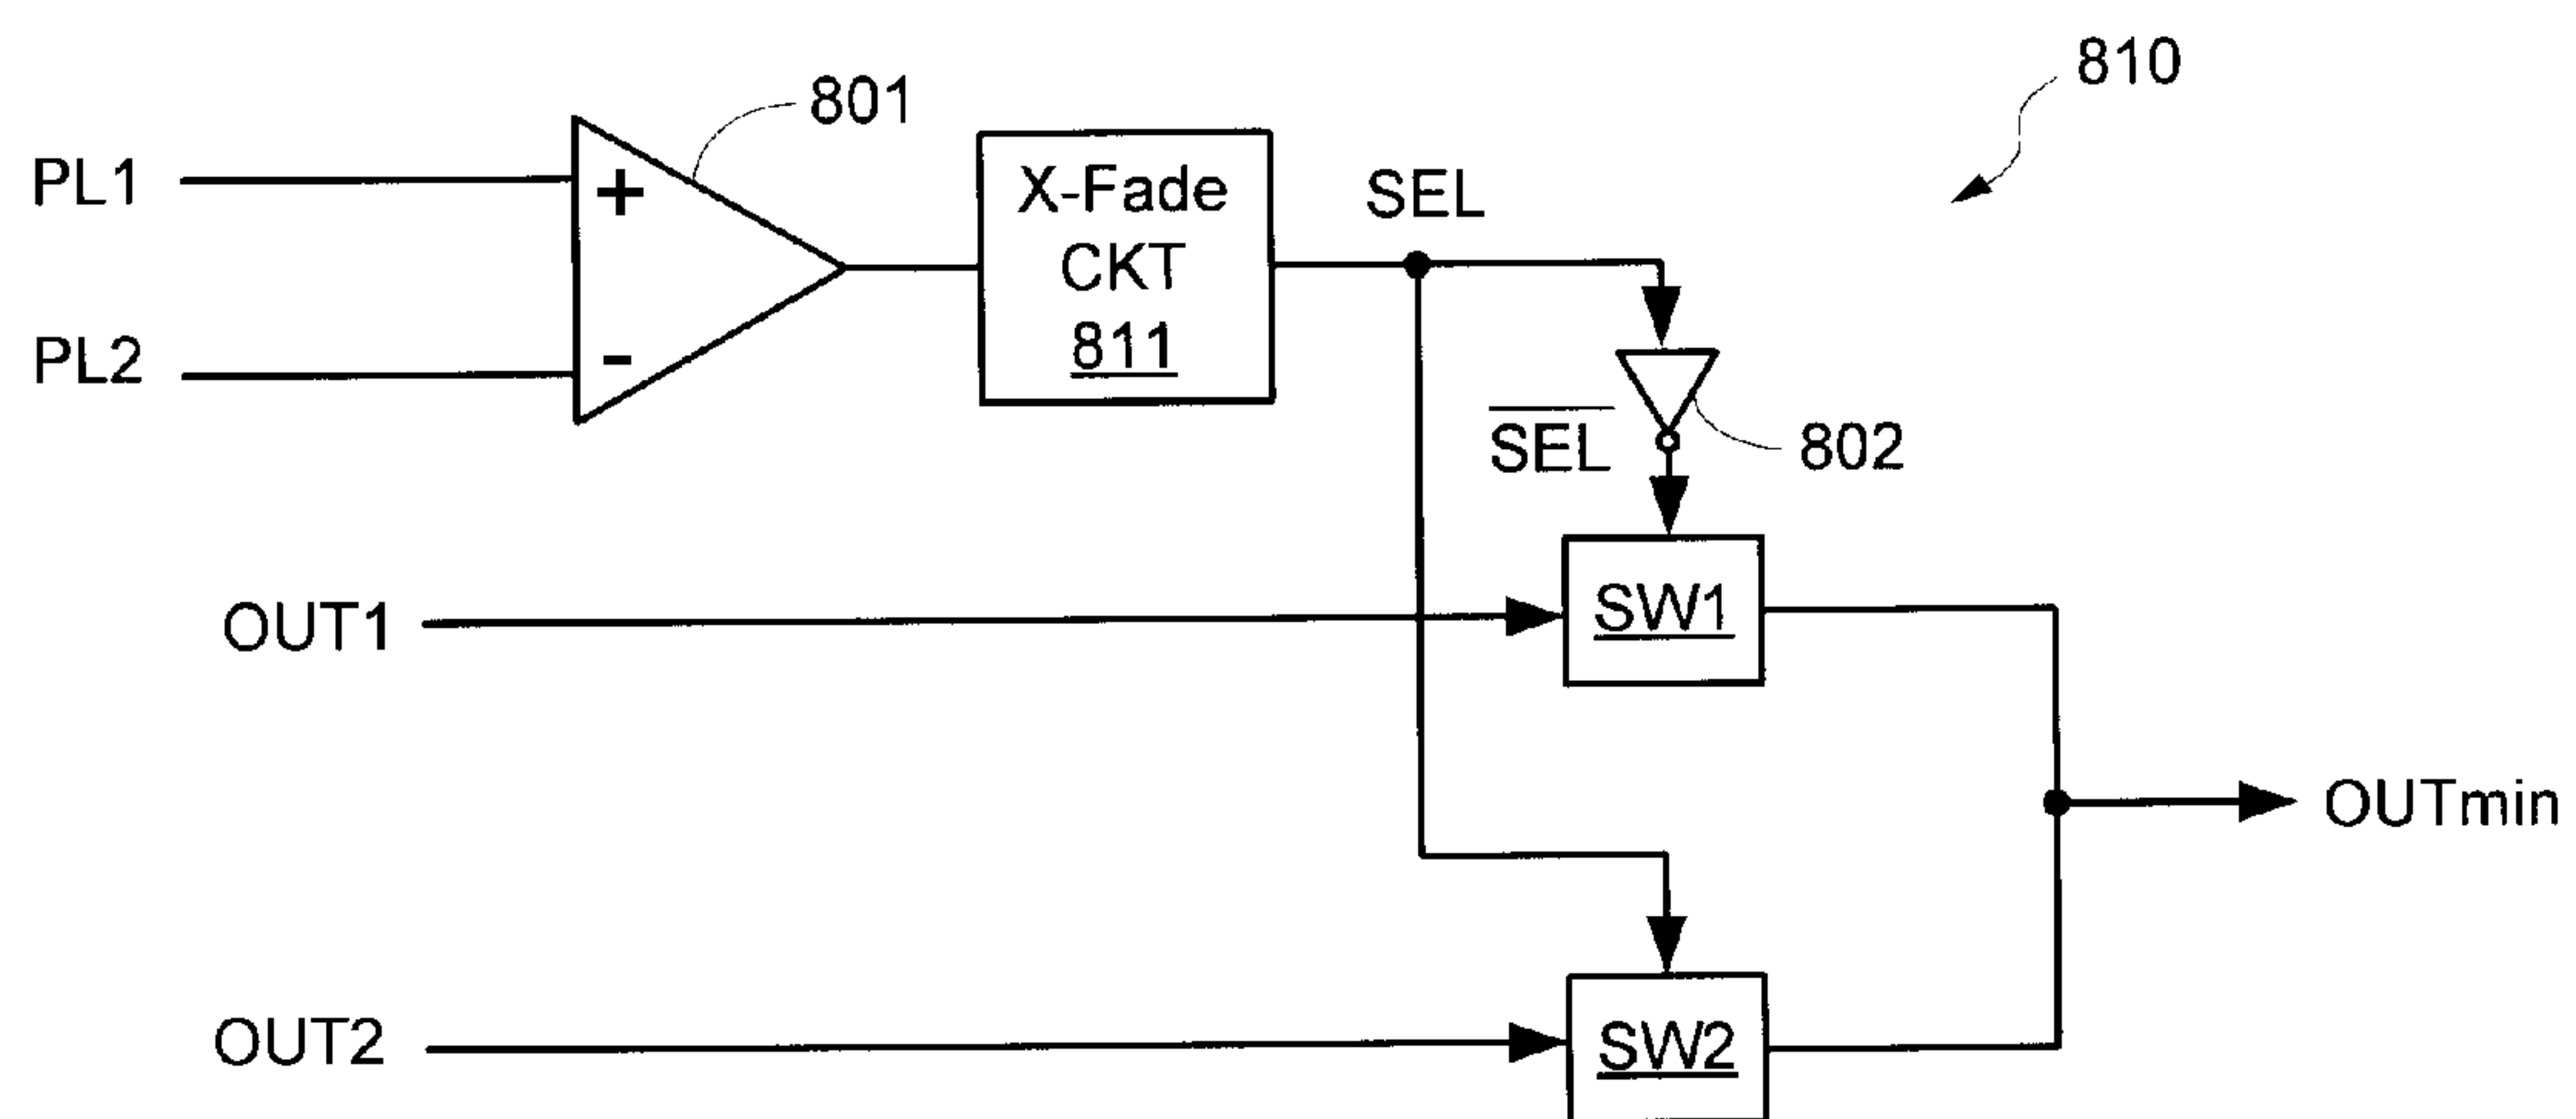 810
801
PL1
+
X-Fade
CKT
811
SEL
PL2
-
SEL
802
OUT1
SW1
OUTmin
OUT2
SW2